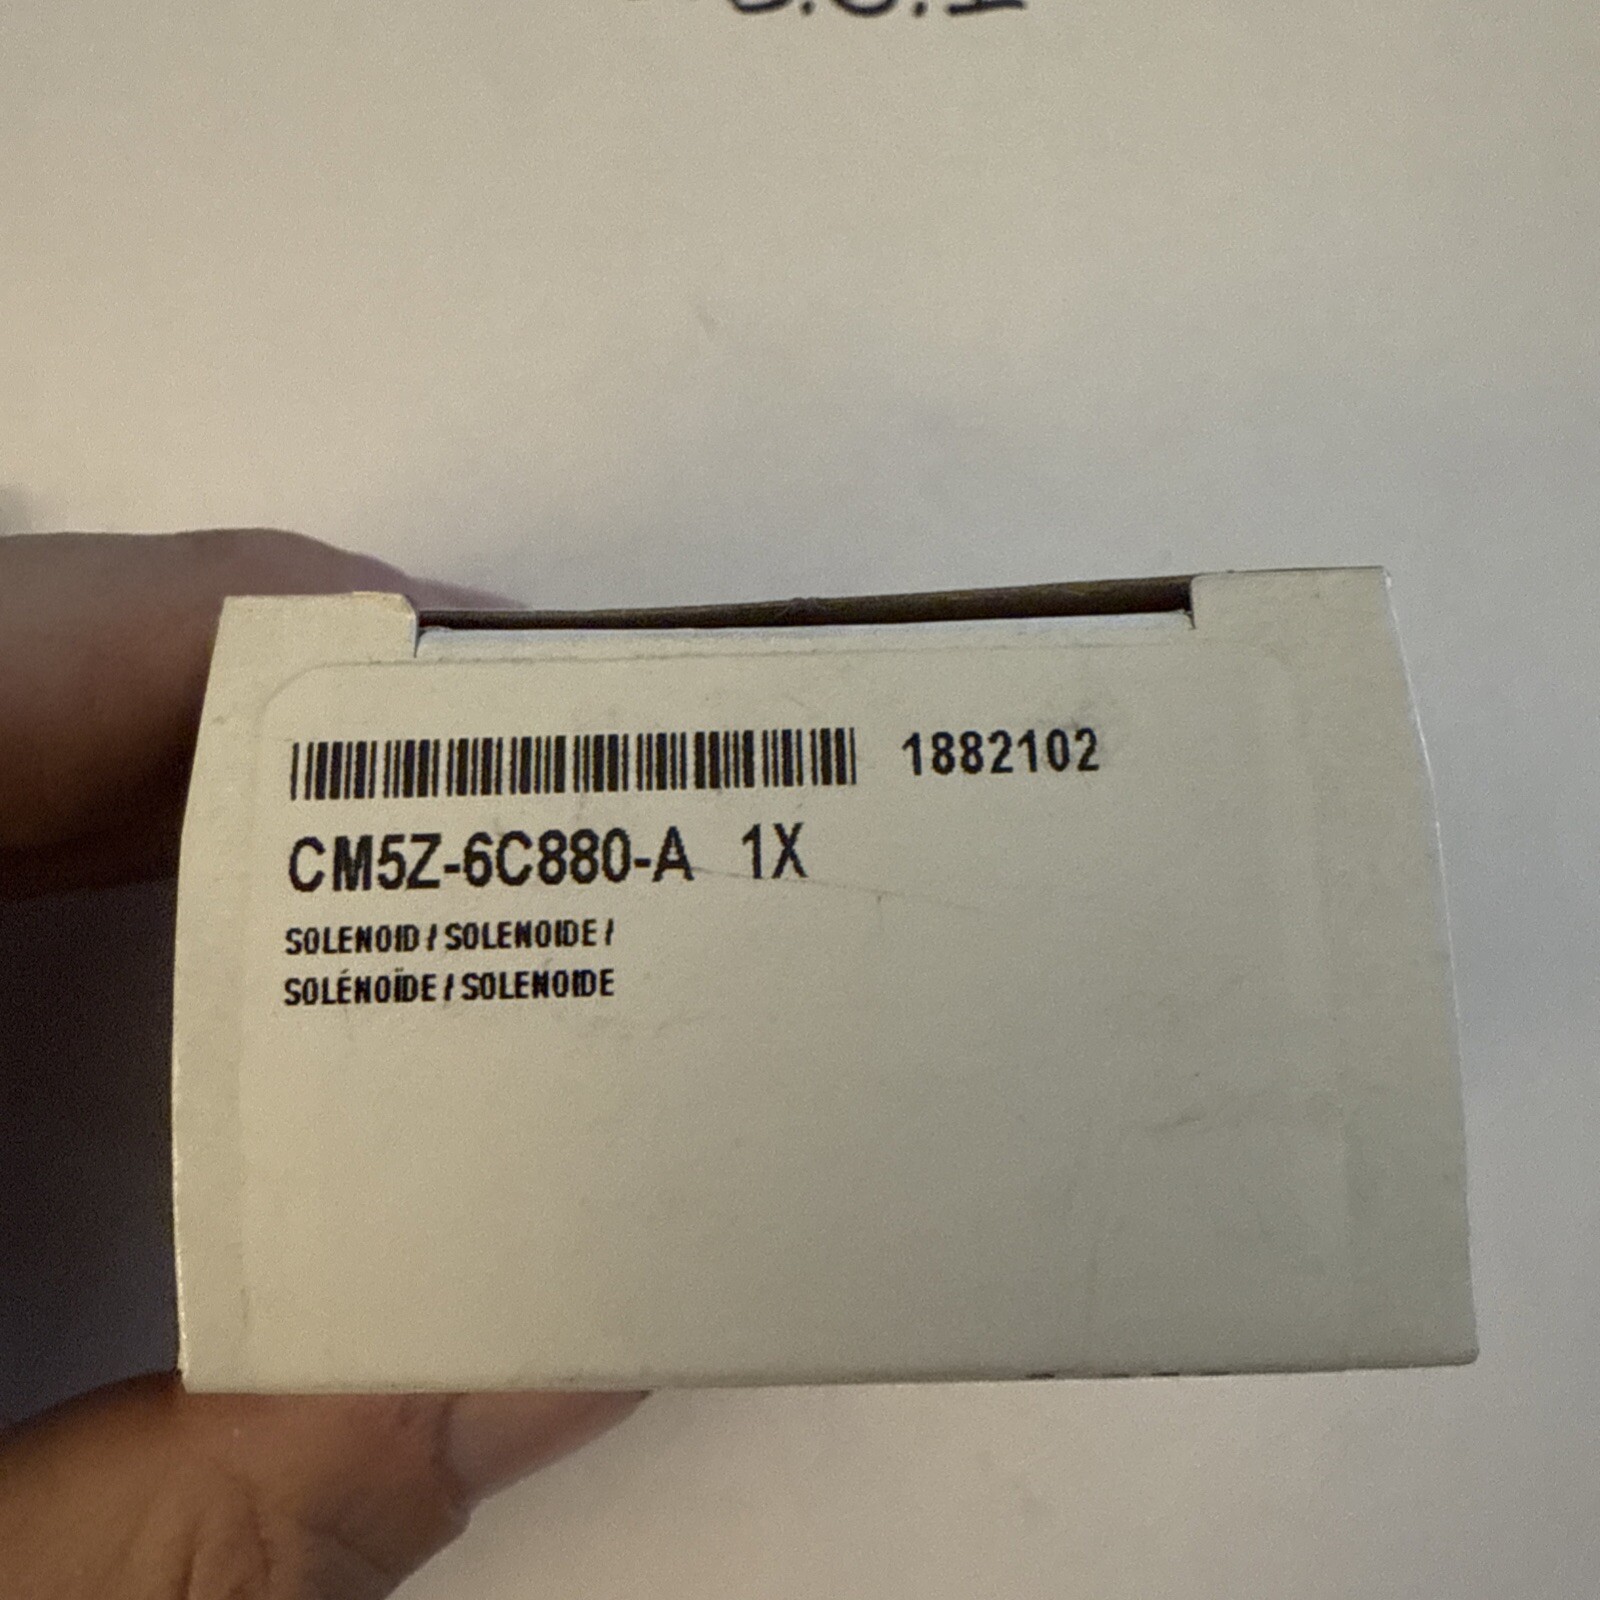 1882102
CM5Z-6C880-A 1X
SOLENOID / SOLENOIDE /
SOLÉNOÏDE / SOLENOIDE